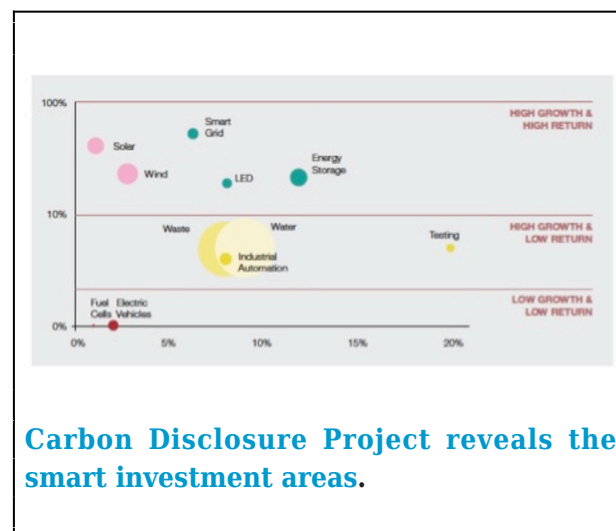 100%
HIGH GROWTH &
HIGH RETURN
Smart
Grid
Solar
Energy
Storage
Wind
LED
10%
HIGH GROWTH &
LOW RETURN
Waste
Water
Testing
Industrial
Automation
LOW GROWTH &
LOW RETURN
Fuel Electric
Cells Vehicles
0%
0% 5% 10% 15% 20%
Carbon Disclosure Project reveals the
smart investment areas.